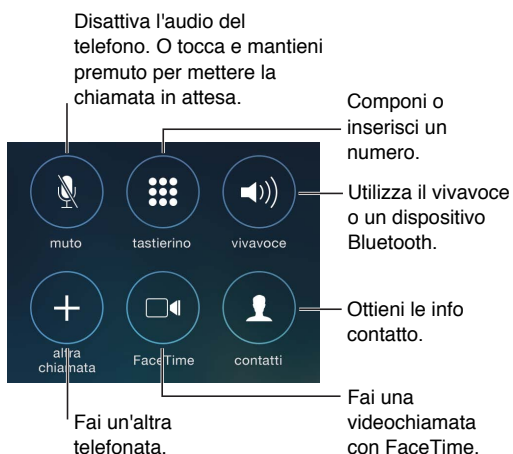 Disattiva l'audio del
telefono. O tocca e mantieni
premuto per mettere la
chiamata in attesa.
Componi o
inserisci un
numero.
Utilizza il vivavoce
o un dispositivo
Bluetooth.
muto
tastierino
vivavoce
Ottieni le info
contatto.
altra
chiamata
FaceTime
contatti
Fai un'altra
telefonata.
Fai una
videochiamata
con FaceTime.